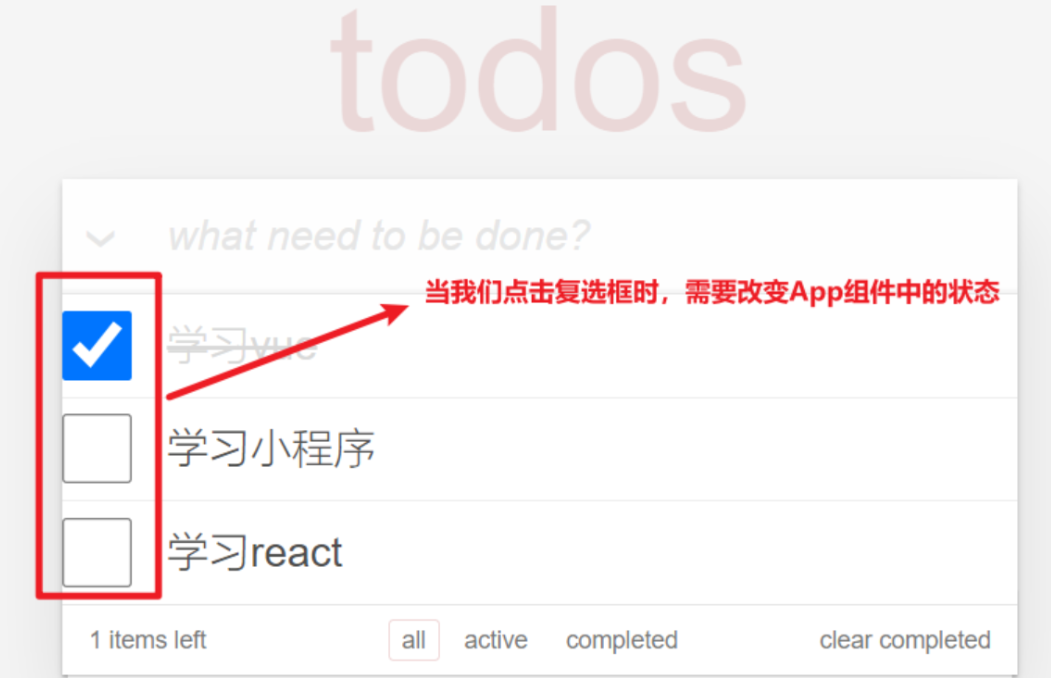 todos
what need to be done?
当我们点击复选框时，需要改变App组件中的状态
学习vue
学习小程序
学习react
1 items left all active completed clear completed